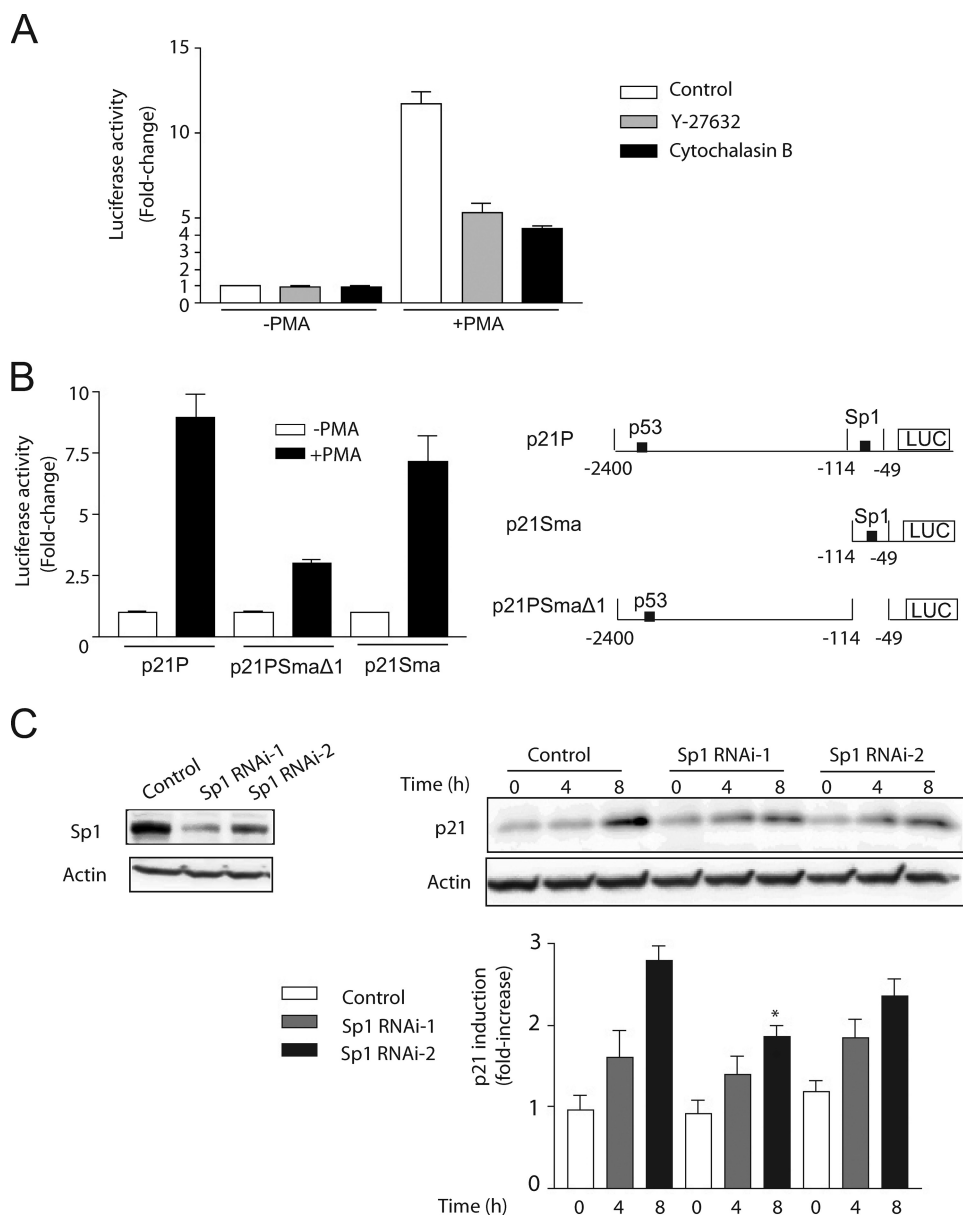 A
Luciferase activity
(Fold-change)
15
10
5
4
3
2
1
0
-PMA
+PMA
Control
Y-27632
Cytochalasin B
B
Luciferase activity
(Fold-change)
10
7.5
5
2.5
0
-PMA
+PMA
p21P
p21PSmaΔ1
p21Sma
p21P
p53
Sp1
LUC
-2400
-114
-49
p21Sma
Sp1
LUC
-114
-49
p21PSmaΔ1
p53
LUC
-2400
-114
-49
C
Control
Sp1 RNAi-1
Sp1 RNAi-2
Sp1
Actin
Control
Sp1 RNAi-1
Sp1 RNAi-2
Time (h)
0 4 8 0 4 8 0 4 8
p21
Actin
Control
Sp1 RNAi-1
Sp1 RNAi-2
p21 induction
(fold-increase)
3
2
1
0
*
Time (h)
0 4 8 0 4 8 0 4 8